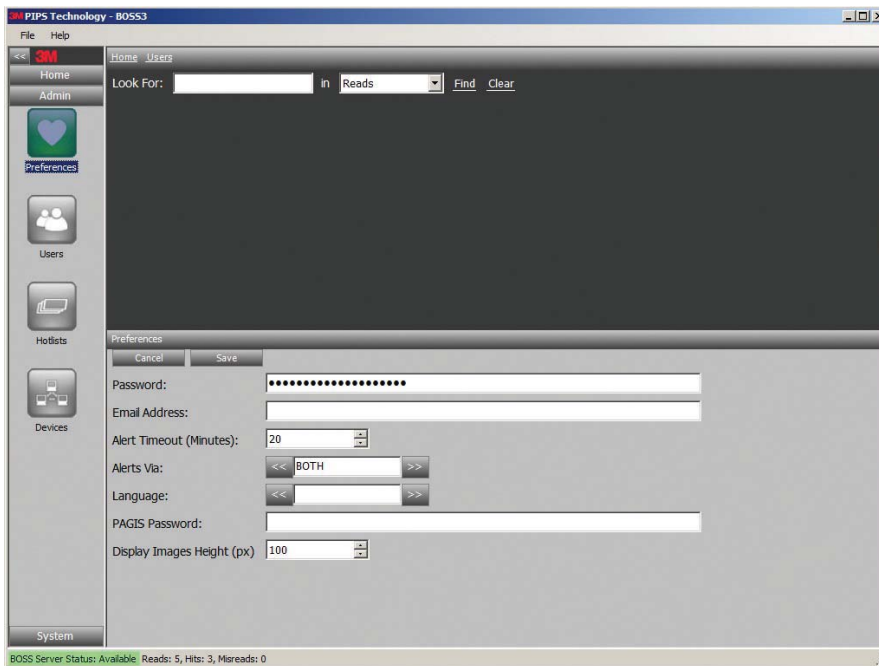 3M PIPS Technology - BOSS3
File Help
<< 3M
Home Users
Home
Look For: in Reads Find Clear
Admin
Preferences
Users
Hotlists
Devices
Preferences
Cancel Save
Password: ••••••••••••••••••••
Email Address:
Alert Timeout (Minutes): 20
Alerts Via: << BOTH >>
Language: << >>
PAGIS Password:
Display Images Height (px) 100
System
BOSS Server Status: Available Reads: 5, Hits: 3, Misreads: 0